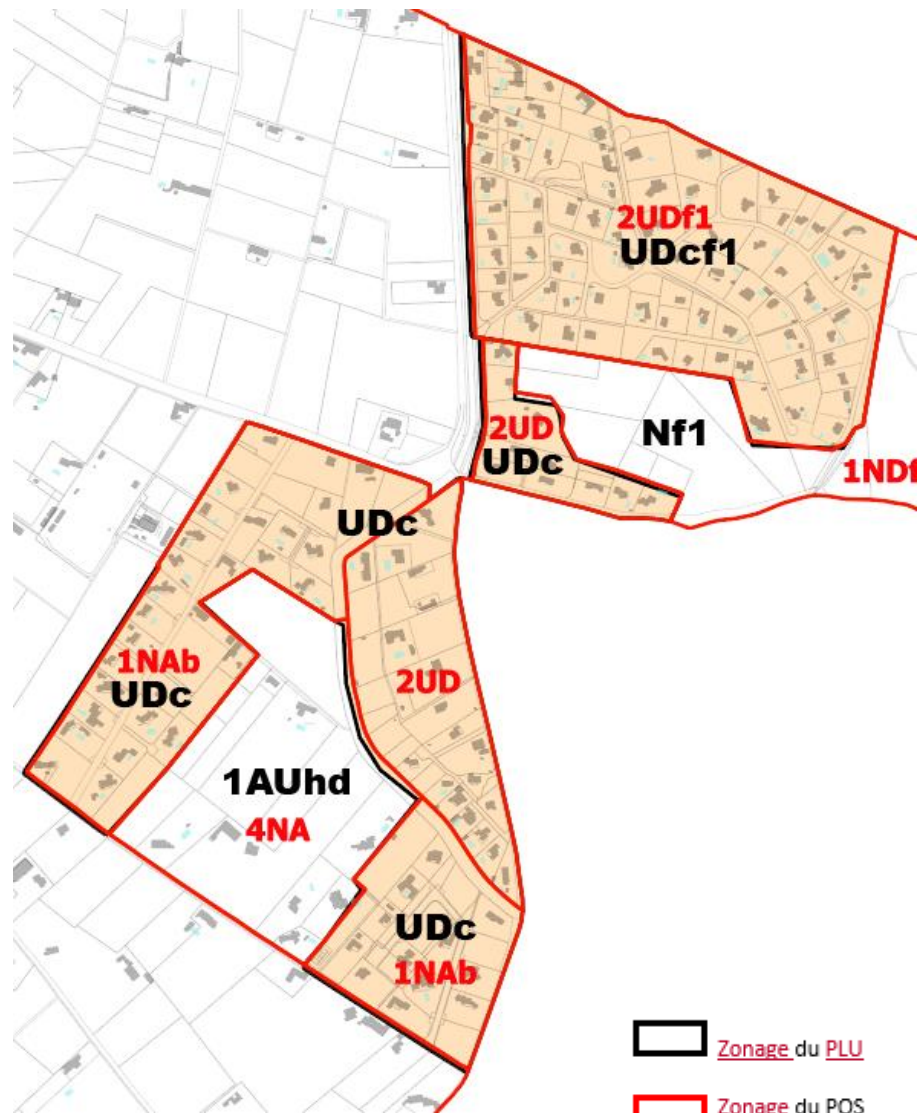 2UDf1
UDcf1
2UD
UDc
Nf1
1NDf
UDc
1NAb
UDc
2UD
1AUhd
4NA
UDc
1NAb
Zonage du PLU
Zonage du POS